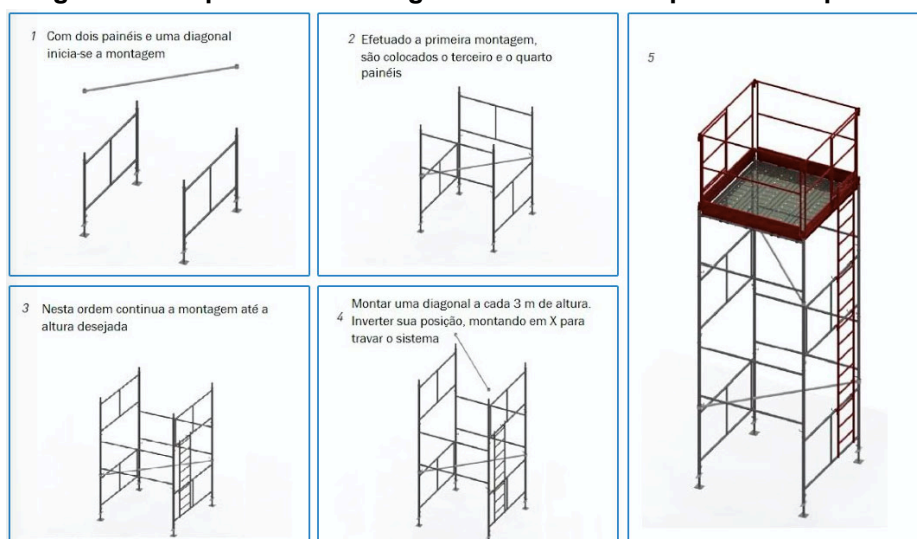 1 Com dois painéis e uma diagonal
inicia-se a montagem
2 Efetuado a primeira montagem,
são colocados o terceiro e o quarto
painéis
5
3 Nesta ordem continua a montagem até a
altura desejada
Montar uma diagonal a cada 3 m de altura.
4 Inverter sua posição, montando em X para
travar o sistema